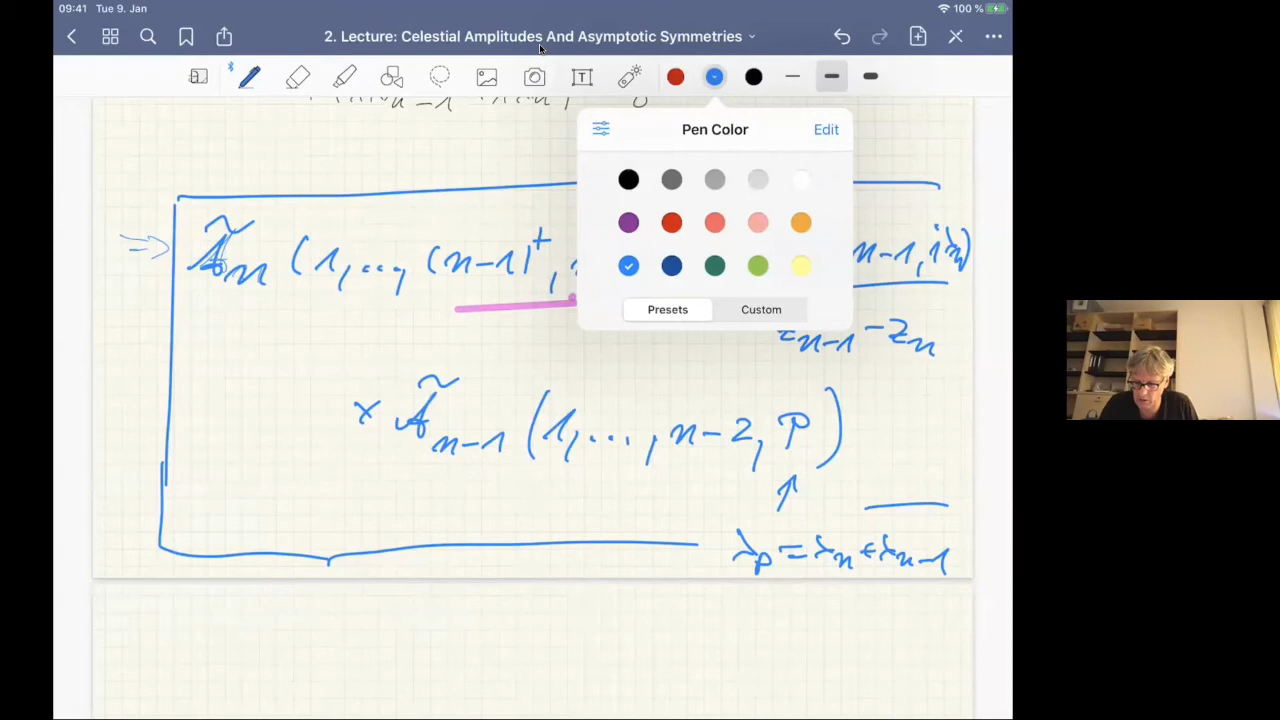 09:41 Tue 9. Jan 100 %
2. Lecture: Celestial Amplitudes And Asymptotic Symmetries
T
Pen Color Edit
Presets Custom
Ã_n (1,..., (n-1)^+, n-1, iλ_n)
z_{n-1} - z_n
× Ã_{n-1} (1,..., n-2, P)
↑
λ_p = λ_n + λ_{n-1}